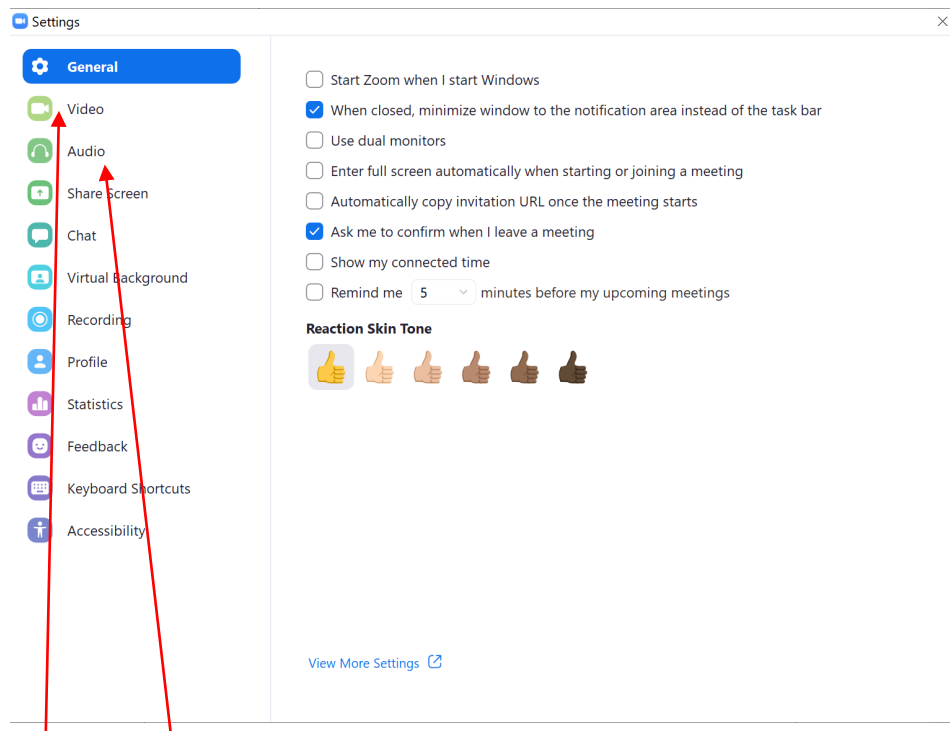 Settings
General
Video
Audio
Share Screen
Chat
Virtual Background
Recording
Profile
Statistics
Feedback
Keyboard Shortcuts
Accessibility
Start Zoom when I start Windows
When closed, minimize window to the notification area instead of the task bar
Use dual monitors
Enter full screen automatically when starting or joining a meeting
Automatically copy invitation URL once the meeting starts
Ask me to confirm when I leave a meeting
Show my connected time
Remind me 5 minutes before my upcoming meetings
Reaction Skin Tone
View More Settings